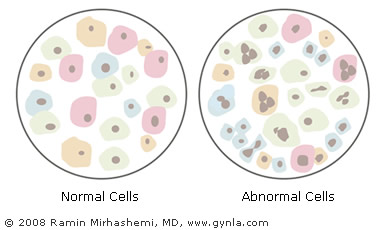 Normal Cells
Abnormal Cells
© 2008 Ramin Mirhashemi, MD, www.gynla.com